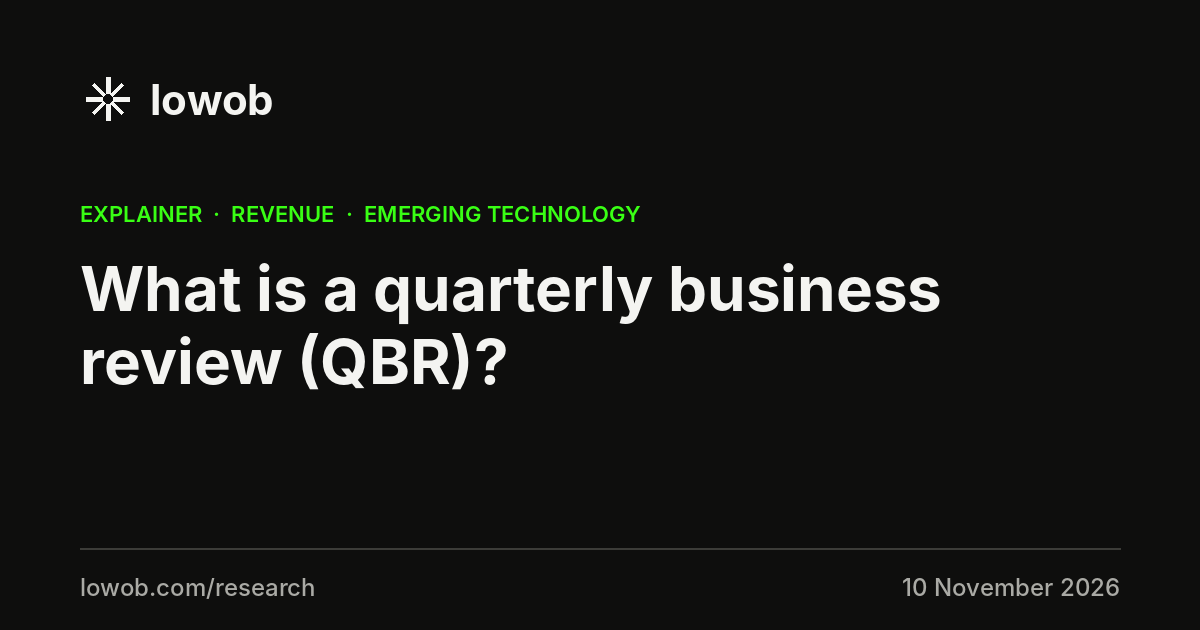 lowob
EXPLAINER · REVENUE · EMERGING TECHNOLOGY
What is a quarterly business
review (QBR)?
lowob.com/research
10 November 2026